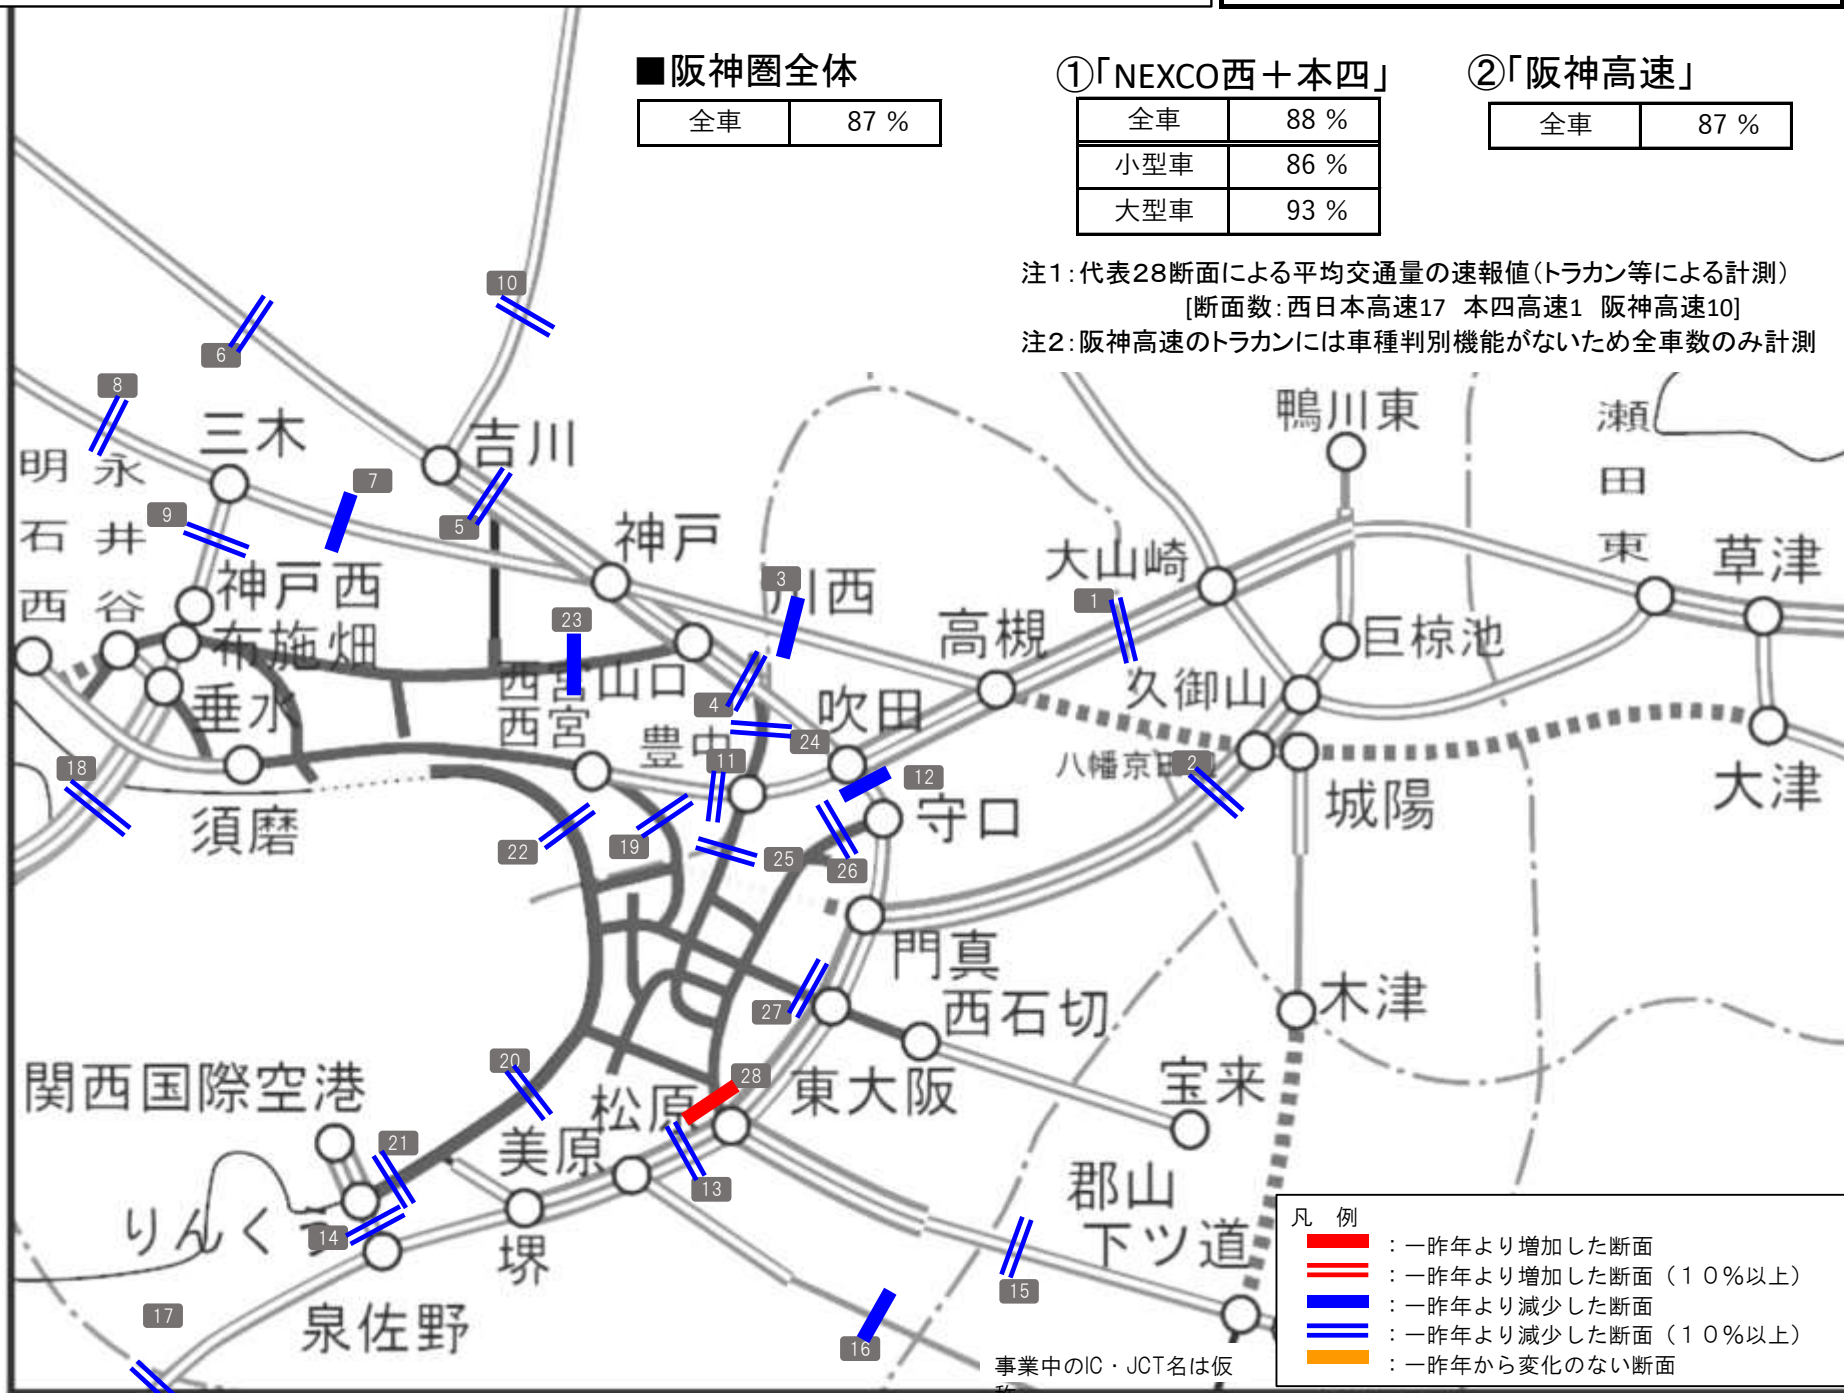 ■阪神圏全体
全車 87 %
①「NEXCO西＋本四」
全車 88 %
小型車 86 %
大型車 93 %
②「阪神高速」
全車 87 %
注1：代表28断面による平均交通量の速報値（トラカン等による計測）
[断面数：西日本高速17 本四高速1 阪神高速10]
注2：阪神高速のトラカンには車種判別機能がないため全車数のみ計測
10
6
8
三木
吉川
鴨川東
瀬田東
明石西
永井谷
7
9
5
神戸
大山崎
草津
神戸西
3
川西
1
高槻
布施畑
23
西宮山口
巨椋池
久御山
垂水
4
吹田
西宮
豊中
24
八幡京田
2
18
11
12
大津
城陽
須磨
守口
22
19
25
26
門真
27
西石切
木津
関西国際空港
20
松原
28
東大阪
宝来
21
美原
13
郡山
下ツ道
りんくう
14
堺
15
17
泉佐野
16
事業中のIC・JCT名は仮
称
凡 例
：一昨年より増加した断面
：一昨年より増加した断面（１０％以上）
：一昨年より減少した断面
：一昨年より減少した断面（１０％以上）
：一昨年から変化のない断面